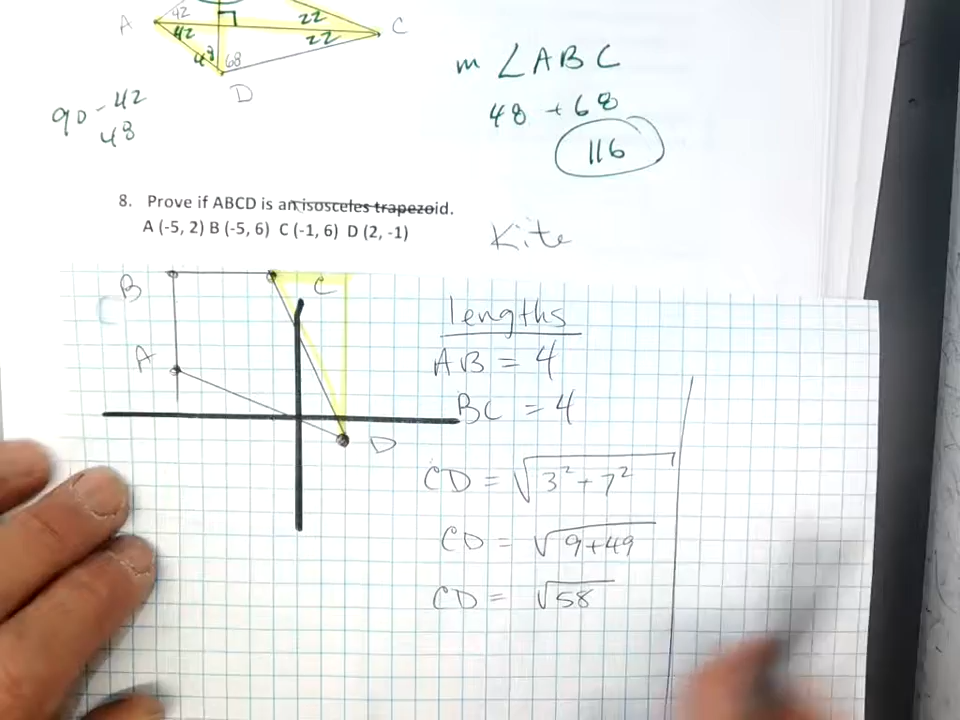 42
22
A
C
42
22
48
68
D
90 - 42
48
m ∠ABC
48 + 68
116
8. Prove if ABCD is an isosceles trapezoid.
A (-5, 2) B (-5, 6) C (-1, 6) D (2, -1)
Kite
B
C
A
D
lengths
AB = 4
BC = 4
CD = √3² + 7²
CD = √9+49
CD = √58